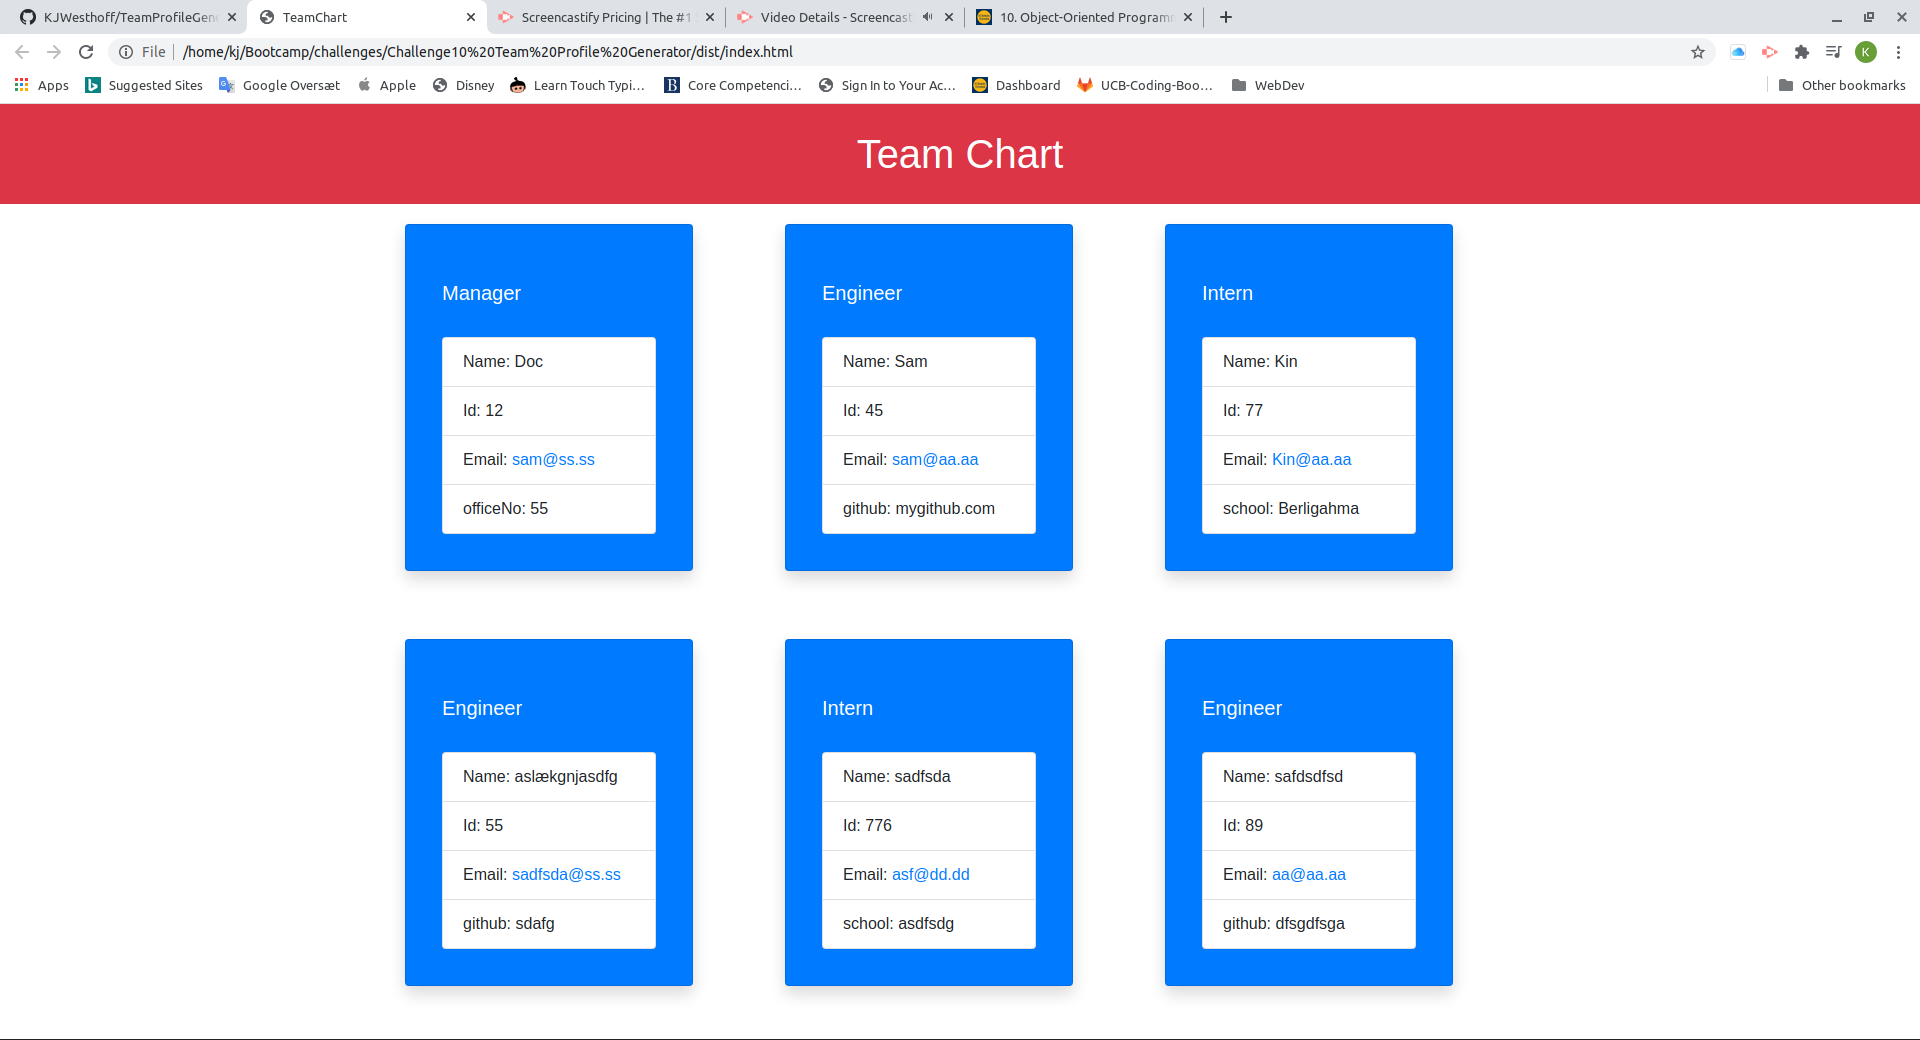 KJWesthoff/TeamProfileGen
TeamChart
Screencastify Pricing | The #1
Video Details - Screencast
10. Object-Oriented Program
File
/home/kj/Bootcamp/challenges/Challenge10%20Team%20Profile%20Generator/dist/index.html
K
Apps
Suggested Sites
Google Oversæt
Apple
Disney
Learn Touch Typi...
B
Core Competenci...
Sign In to Your Ac...
Dashboard
UCB-Coding-Boo...
WebDev
Other bookmarks
Team Chart
Manager
Name: Doc
Id: 12
Email: sam@ss.ss
officeNo: 55
Engineer
Name: Sam
Id: 45
Email: sam@aa.aa
github: mygithub.com
Intern
Name: Kin
Id: 77
Email: Kin@aa.aa
school: Berligahma
Engineer
Name: aslækgnjasdfg
Id: 55
Email: sadfsda@ss.ss
github: sdafg
Intern
Name: sadfsda
Id: 776
Email: asf@dd.dd
school: asdfsdg
Engineer
Name: safdsdfsd
Id: 89
Email: aa@aa.aa
github: dfsgdfsga